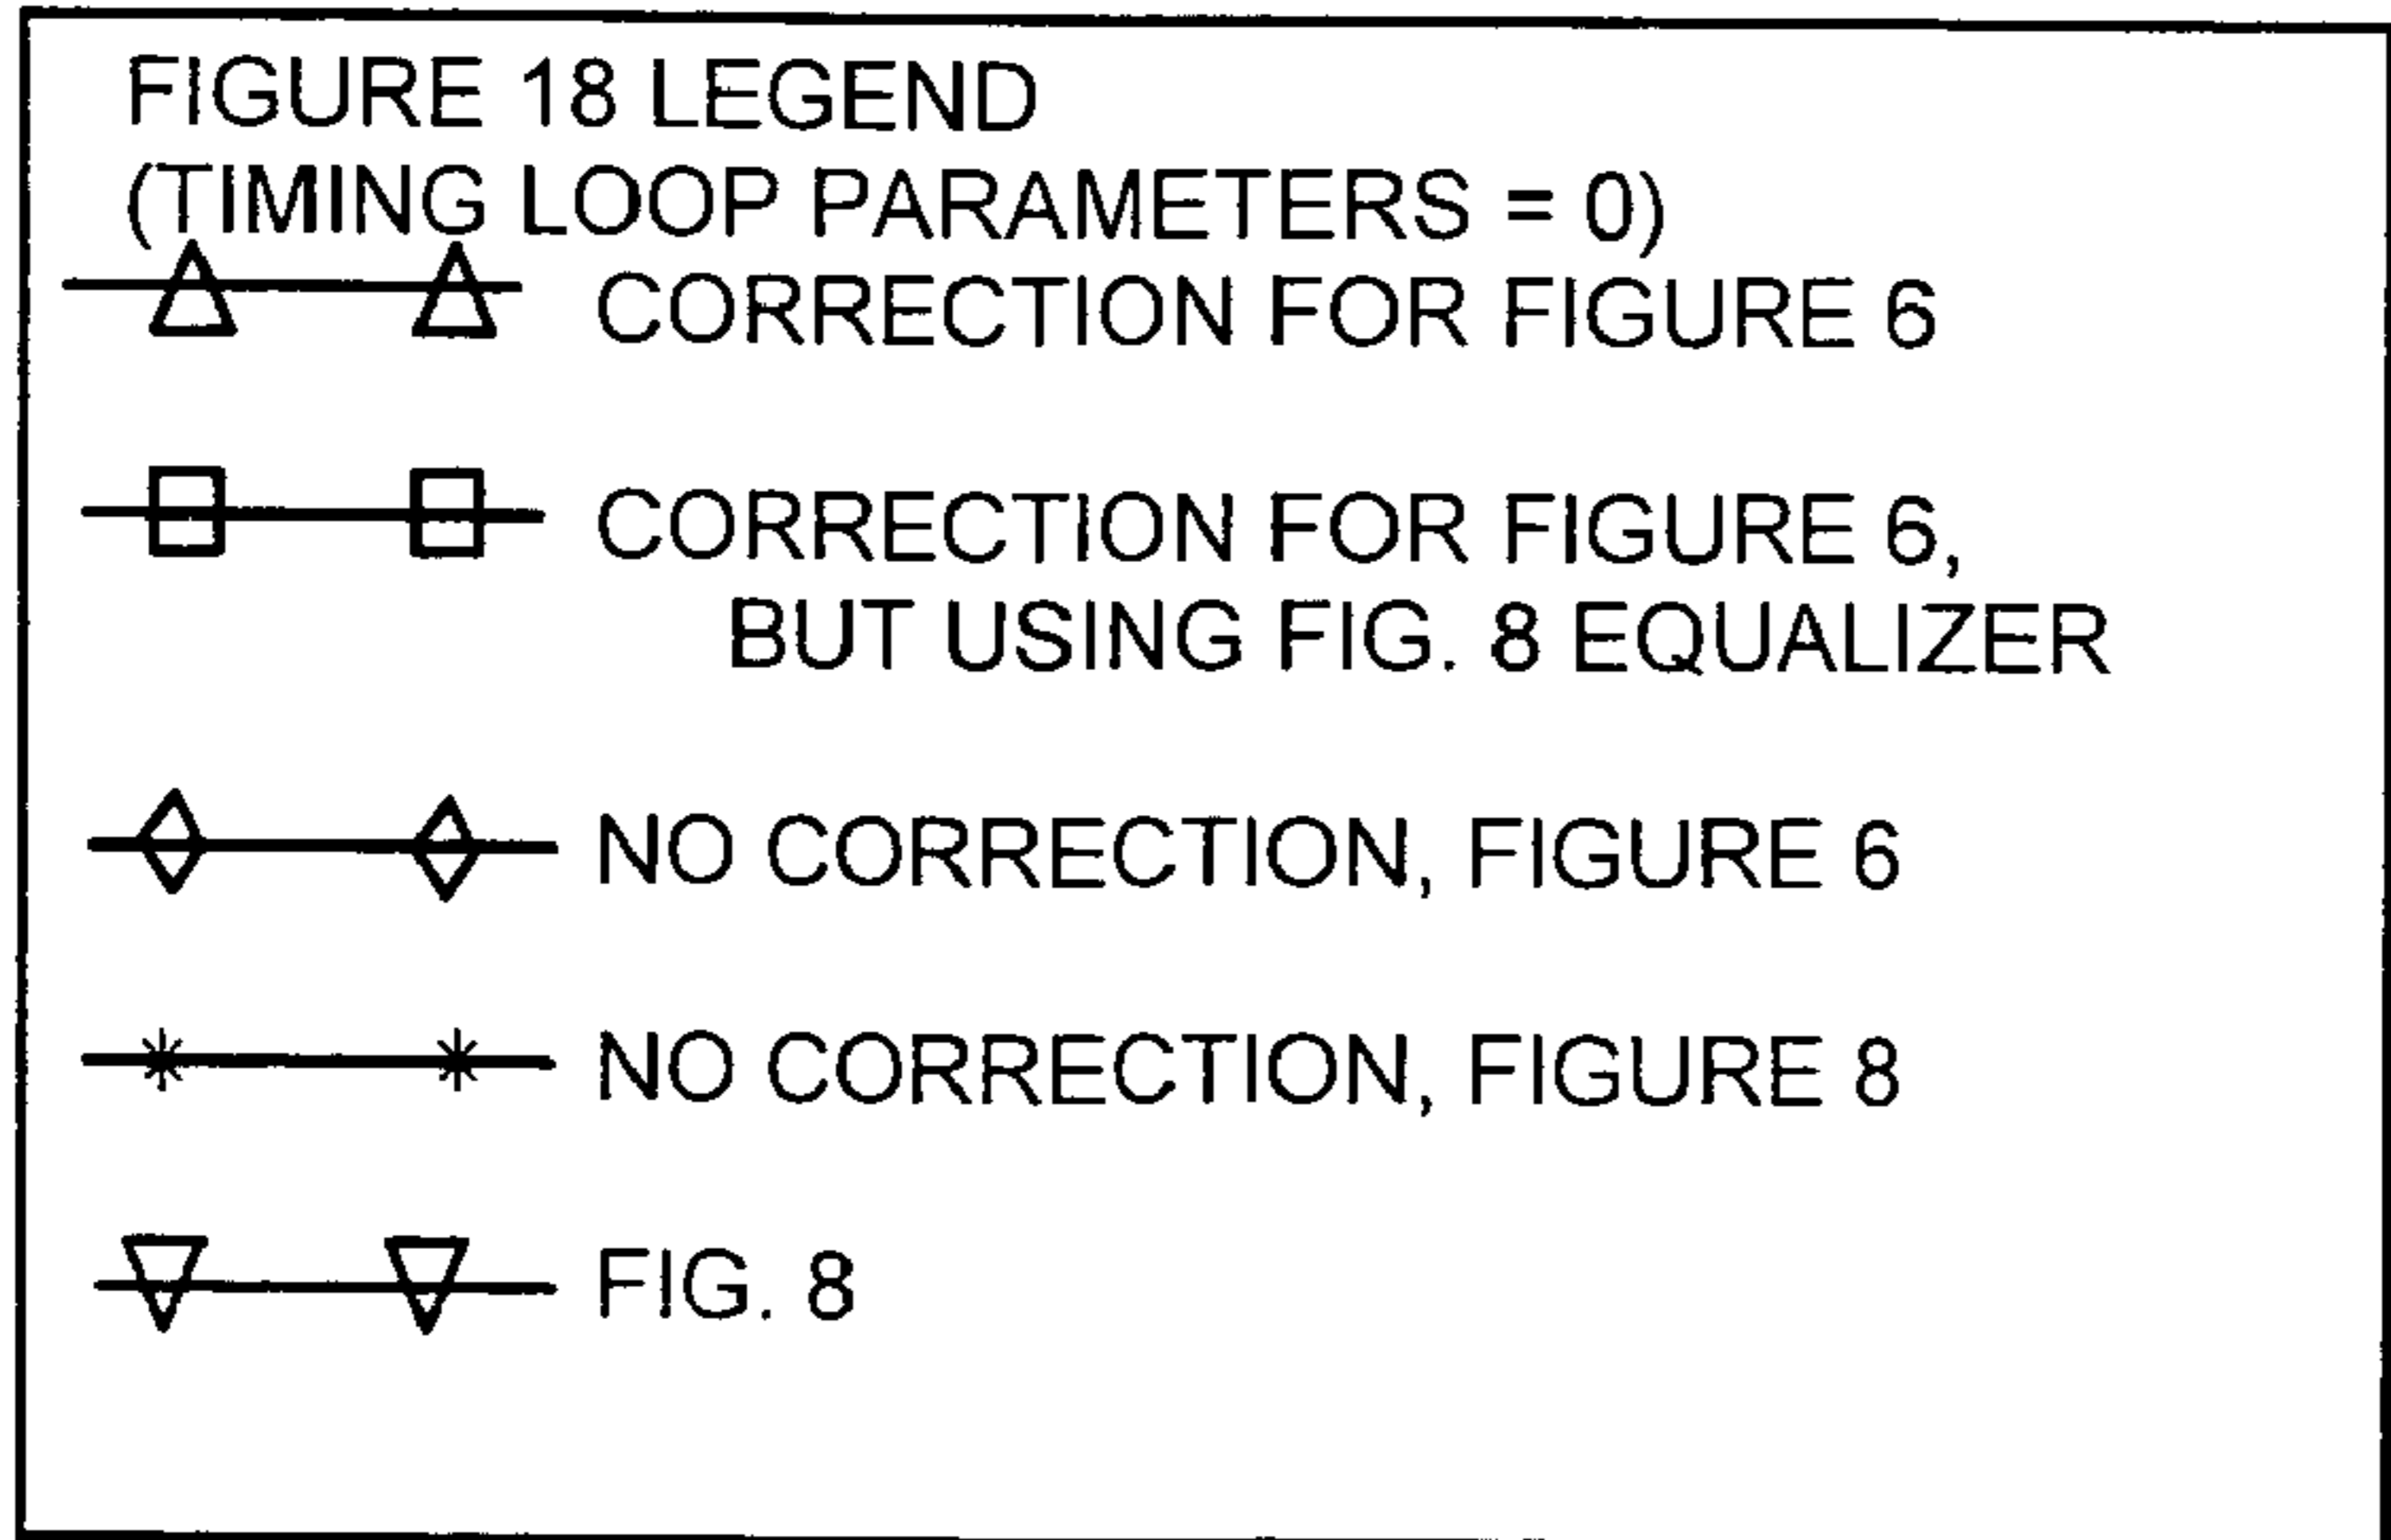 FIGURE 18 LEGEND
(TIMING LOOP PARAMETERS = 0)
CORRECTION FOR FIGURE 6
CORRECTION FOR FIGURE 6,
BUT USING FIG. 8 EQUALIZER
NO CORRECTION, FIGURE 6
NO CORRECTION, FIGURE 8
FIG. 8